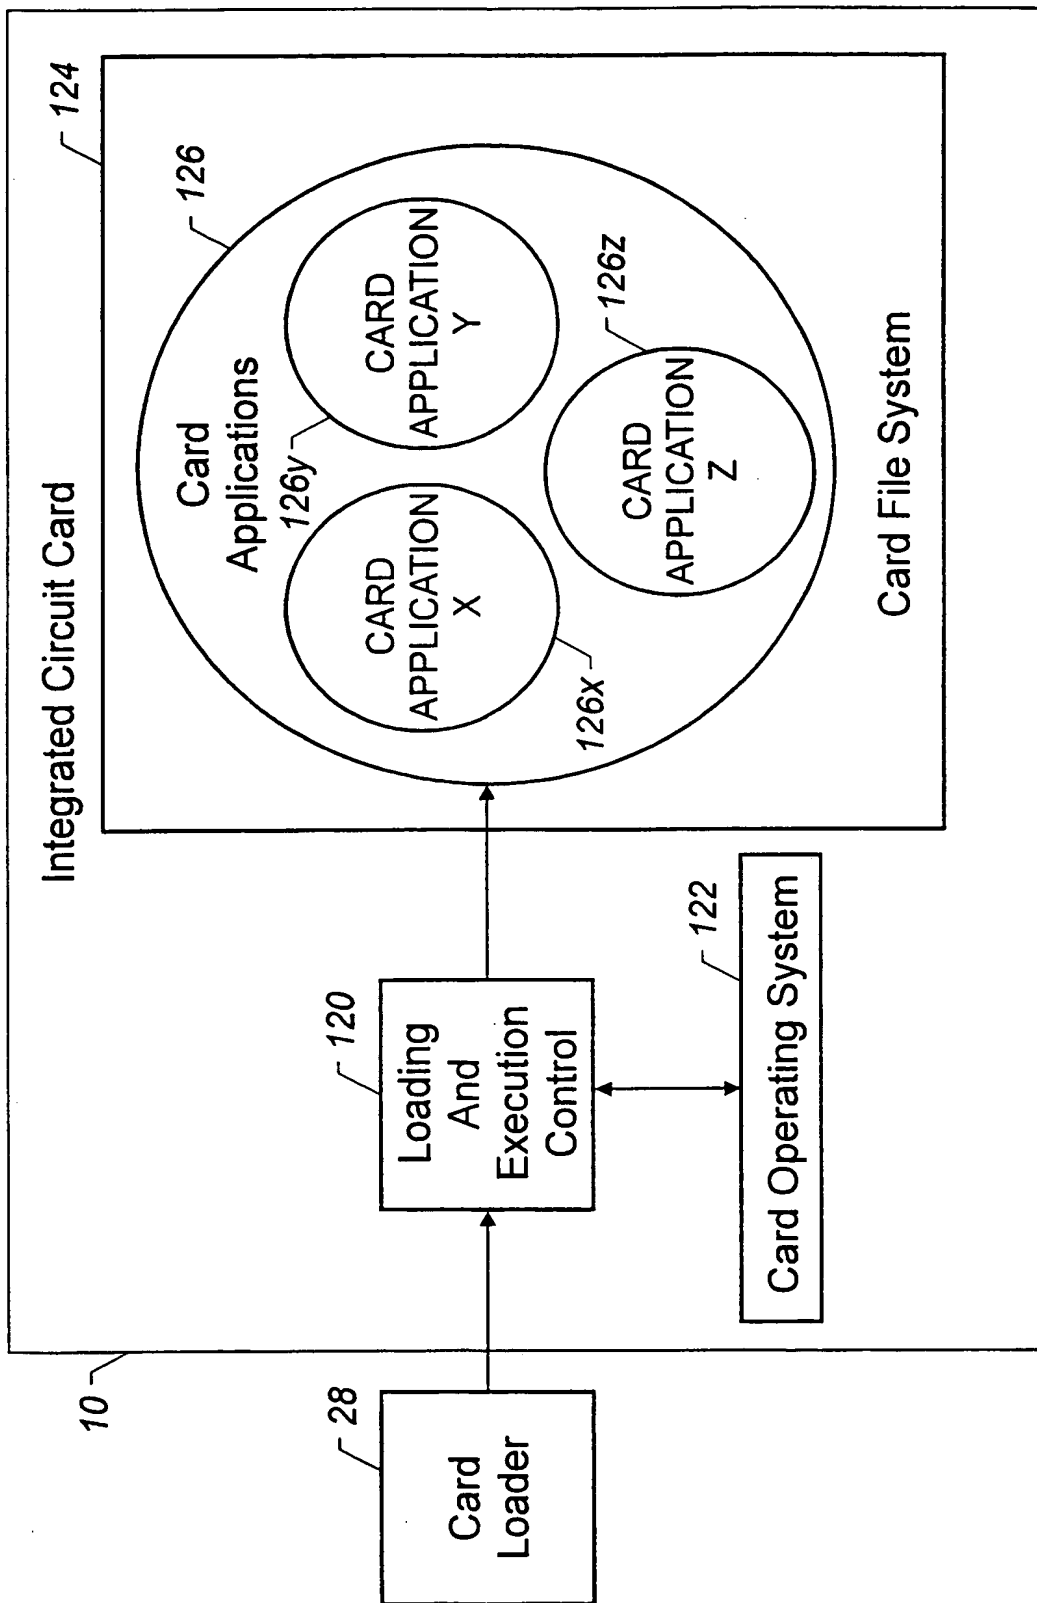 Integrated Circuit Card
10
124
126
Card
Applications
126y
CARD
APPLICATION
X
CARD
APPLICATION
Y
126x
CARD
APPLICATION
Z
126z
Card File System
28
Card
Loader
120
Loading
And
Execution
Control
122
Card Operating System